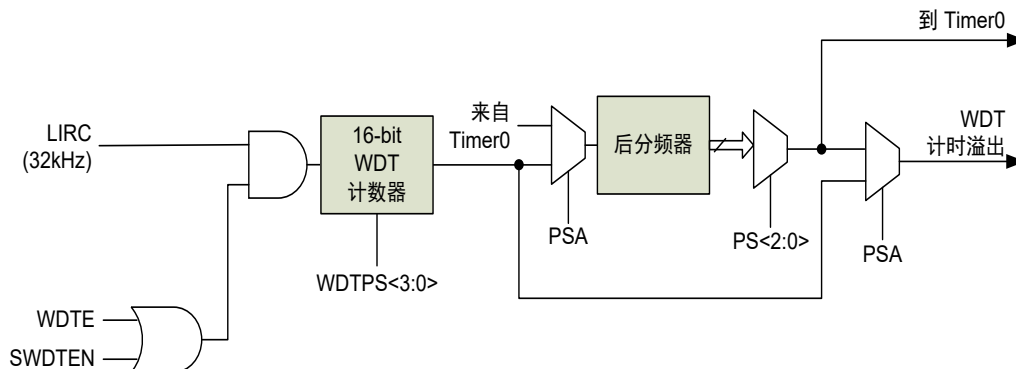 到 Timer0
LIRC
(32kHz)
16-bit
WDT
计数器
来自
Timer0
后分频器
WDT
计时溢出
PSA
PS<2:0>
PSA
WDTPS<3:0>
WDTE
SWDTEN